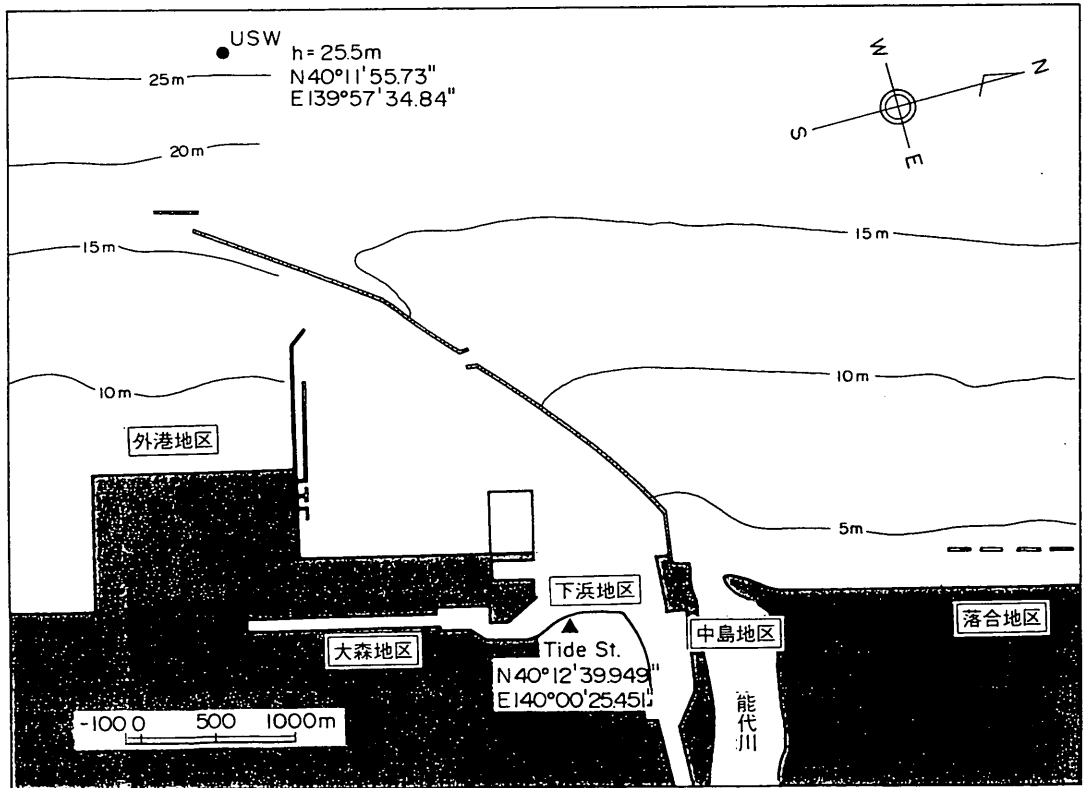 USW
h=25.5m
N40°11'55.73"
E139°57'34.84"
25m
20m
W
N
S
E
15m
15m
10m
10m
外港地区
5m
下浜地区
落合地区
中島地区
大森地区
Tide St.
N40°12'39.949"
E140°00'25.451"
能代川
-100 0 500 1000m